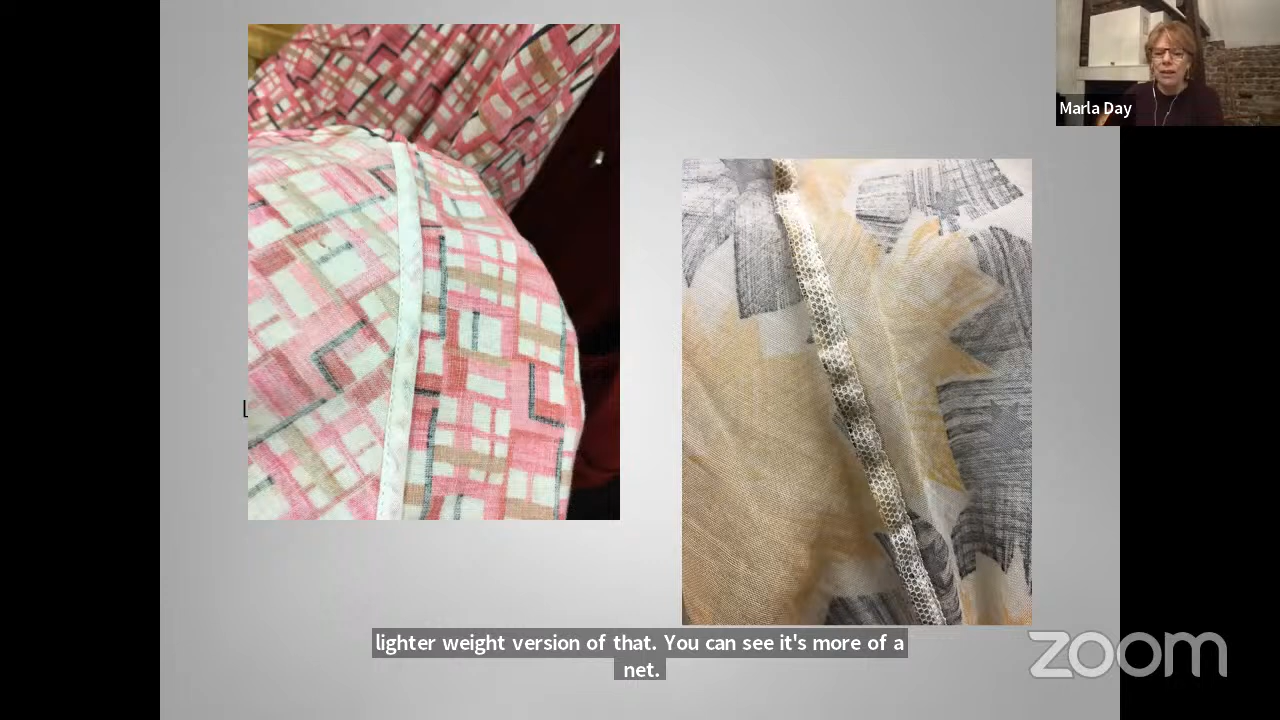 Marla Day
L
lighter weight version of that. You can see it's more of a
net.
zoom